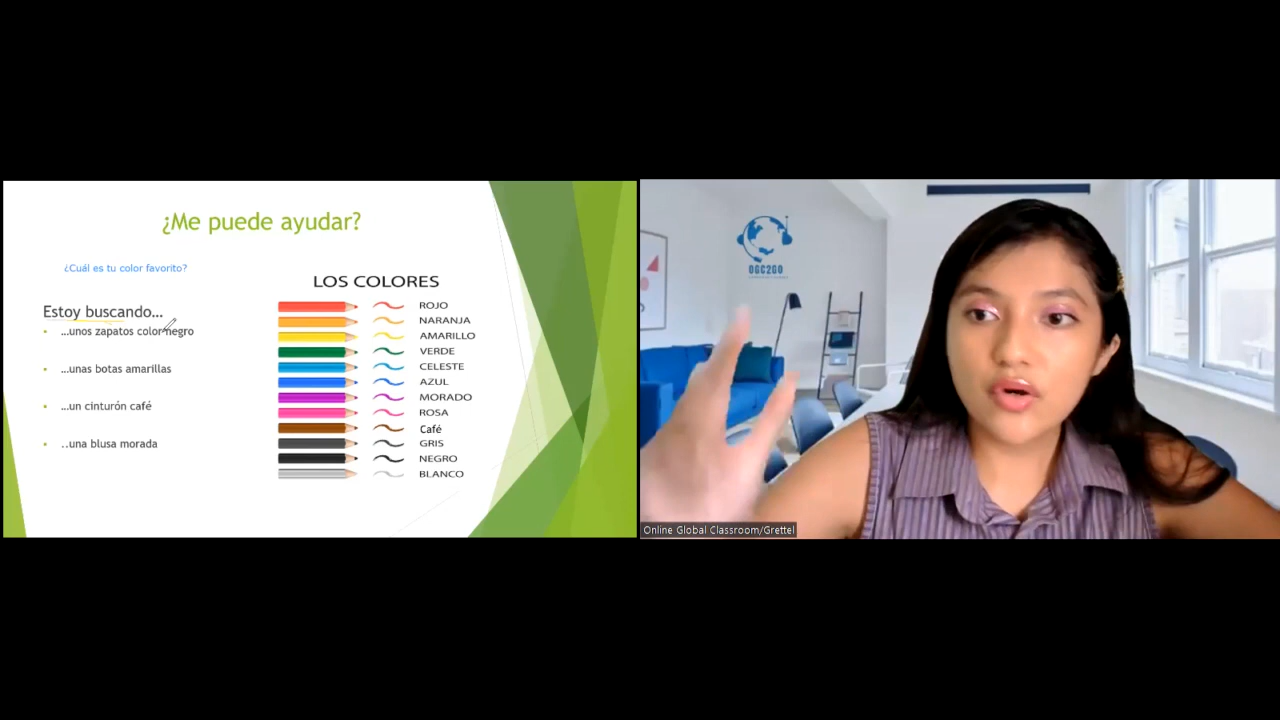 ¿Me puede ayudar?
¿Cuál es tu color favorito?
Estoy buscando...
...unos zapatos color negro
...unas botas amarillas
...un cinturón café
..una blusa morada
LOS COLORES
ROJO
NARANJA
AMARILLO
VERDE
CELESTE
AZUL
MORADO
ROSA
Café
GRIS
NEGRO
BLANCO
OGC2GO
Online Global Classroom/Grettel